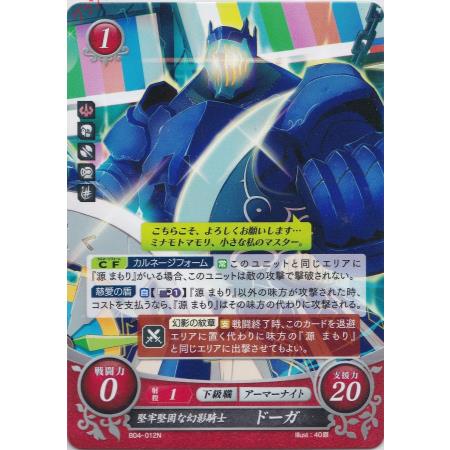 1
こちらこそ、よろしくお願いします…
ミナモトマモリ、小さな私のマスター。
CF カルネージフォーム 常 このユニットと同じエリアに
『源 まもり』がいる場合、このユニットは敵の攻撃で撃破されない。
慈愛の盾 自 [1] 『源 まもり』以外の味方が攻撃された時、
コストを支払うなら、『源 まもり』はその味方の代わりに攻撃される。
幻影の紋章 支 戦闘終了時、このカードを退避
エリアに置く代わりに味方の『源 まもり』
と同じエリアに出撃させてもよい。
戦闘力
0
射程 1 下級職 アーマーナイト
支援力
20
堅牢堅固な幻影騎士 ドーガ
B04-012N
Illust：40原